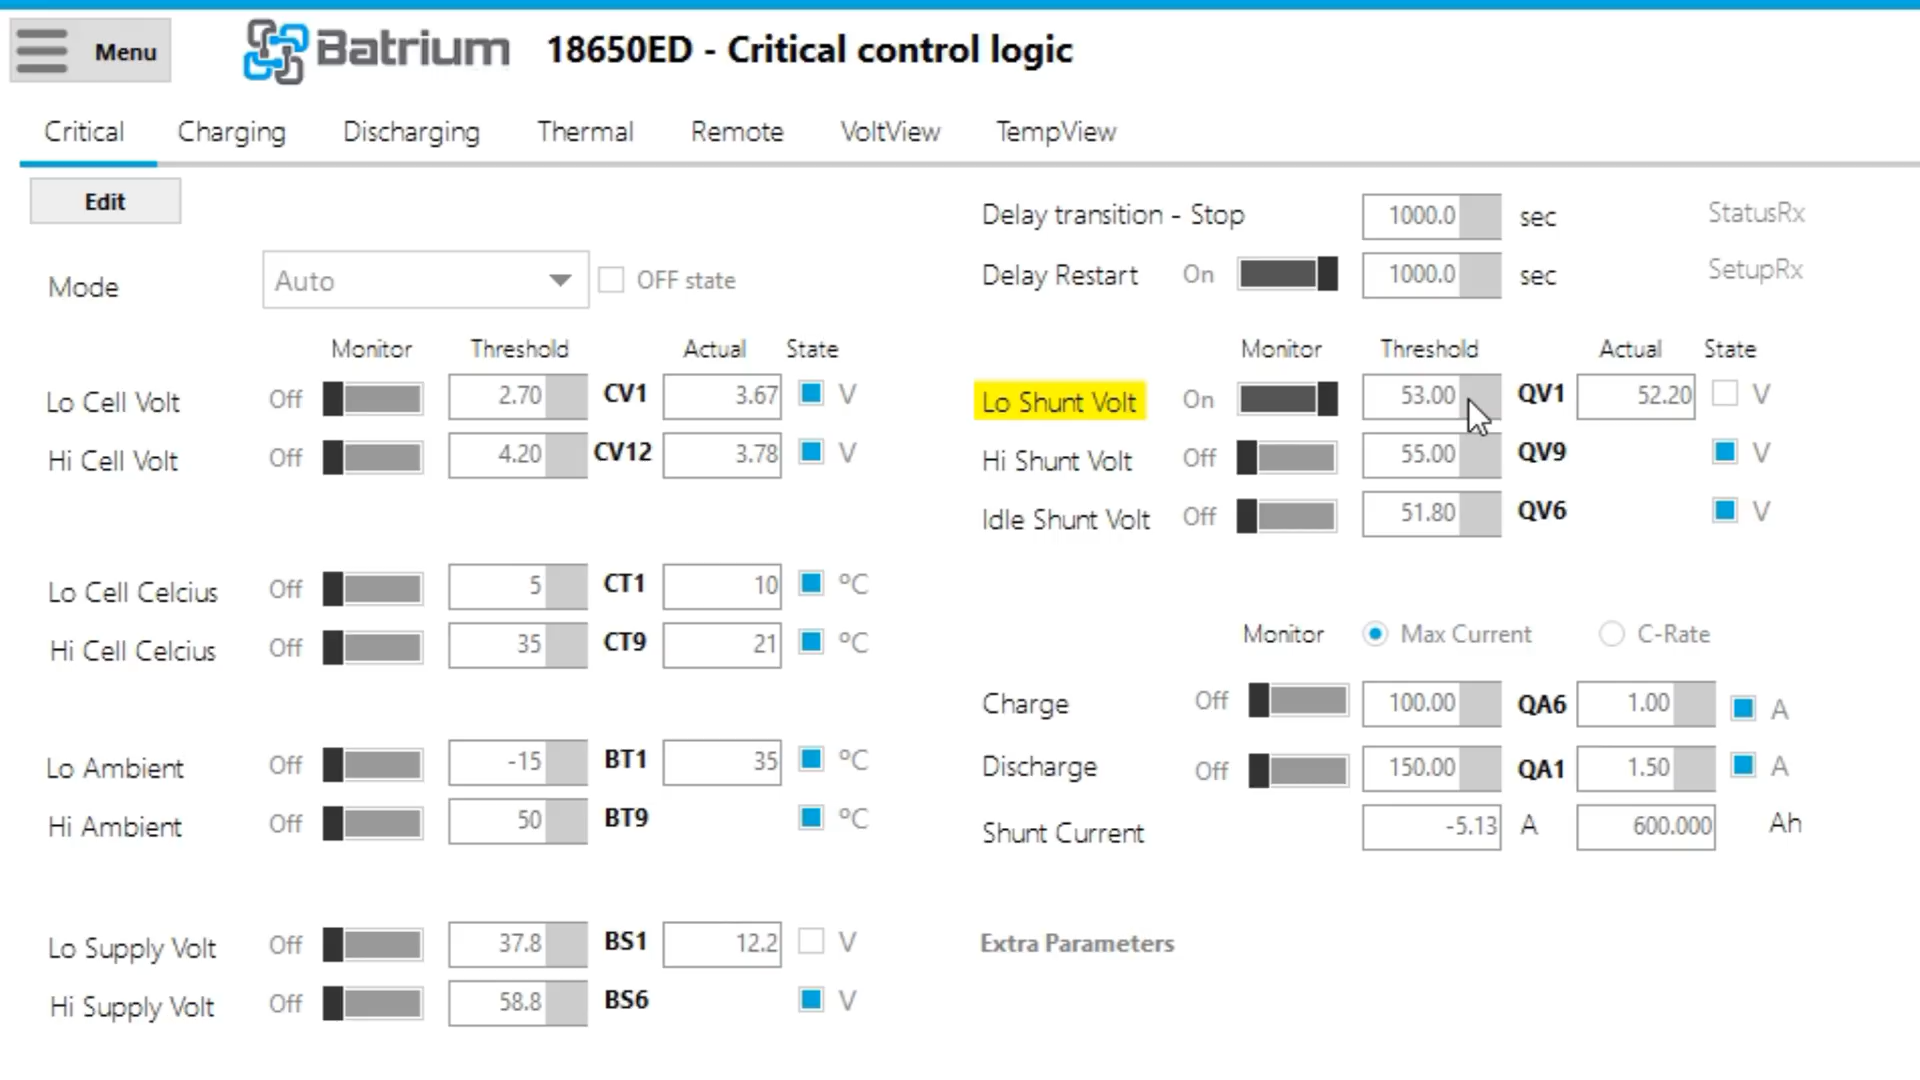 Menu
Batrium
18650ED - Critical control logic
Critical Charging Discharging Thermal Remote VoltView TempView
Edit
Mode Auto OFF state
Monitor Threshold Actual State
Lo Cell Volt Off 2.70 CV1 3.67 V
Hi Cell Volt Off 4.20 CV12 3.78 V
Lo Cell Celcius Off 5 CT1 10 °C
Hi Cell Celcius Off 35 CT9 21 °C
Lo Ambient Off -15 BT1 35 °C
Hi Ambient Off 50 BT9 °C
Lo Supply Volt Off 37.8 BS1 12.2 V
Hi Supply Volt Off 58.8 BS6 V
Delay transition - Stop 1000.0 sec StatusRx
Delay Restart On 1000.0 sec SetupRx
Monitor Threshold Actual State
Lo Shunt Volt On 53.00 QV1 52.20 V
Hi Shunt Volt Off 55.00 QV9 V
Idle Shunt Volt Off 51.80 QV6 V
Monitor Max Current C-Rate
Charge Off 100.00 QA6 1.00 A
Discharge Off 150.00 QA1 1.50 A
Shunt Current -5.13 A 600.000 Ah
Extra Parameters